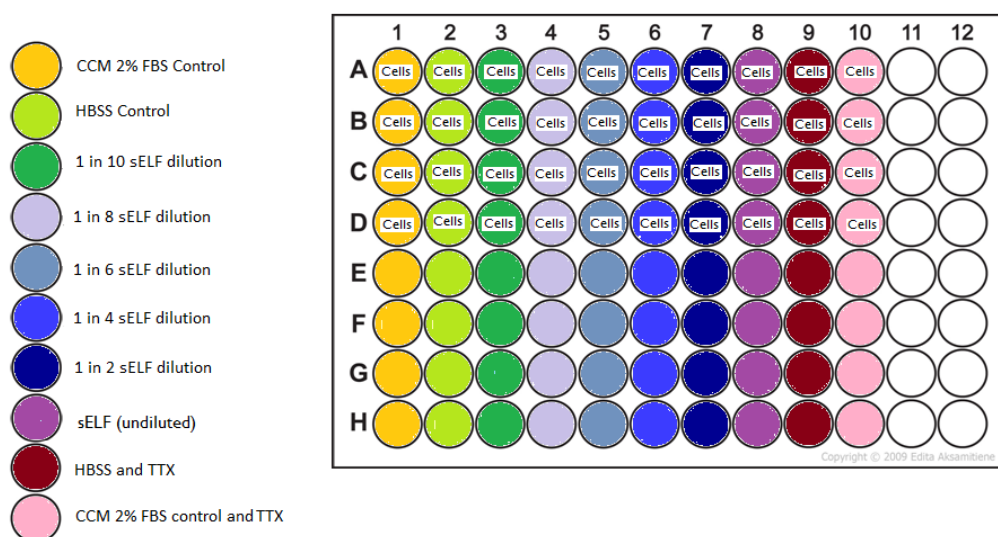 CCM 2% FBS Control
HBSS Control
1 in 10 sELF dilution
1 in 8 sELF dilution
1 in 6 sELF dilution
1 in 4 sELF dilution
1 in 2 sELF dilution
sELF (undiluted)
HBSS and TTX
CCM 2% FBS control and TTX
1 2 3 4 5 6 7 8 9 10 11 12
A Cells Cells Cells Cells Cells Cells Cells Cells Cells Cells
B Cells Cells Cells Cells Cells Cells Cells Cells Cells Cells
C Cells Cells Cells Cells Cells Cells Cells Cells Cells Cells
D Cells Cells Cells Cells Cells Cells Cells Cells Cells Cells
E
F
G
H
Copyright © 2009 Edita Aksamitiene